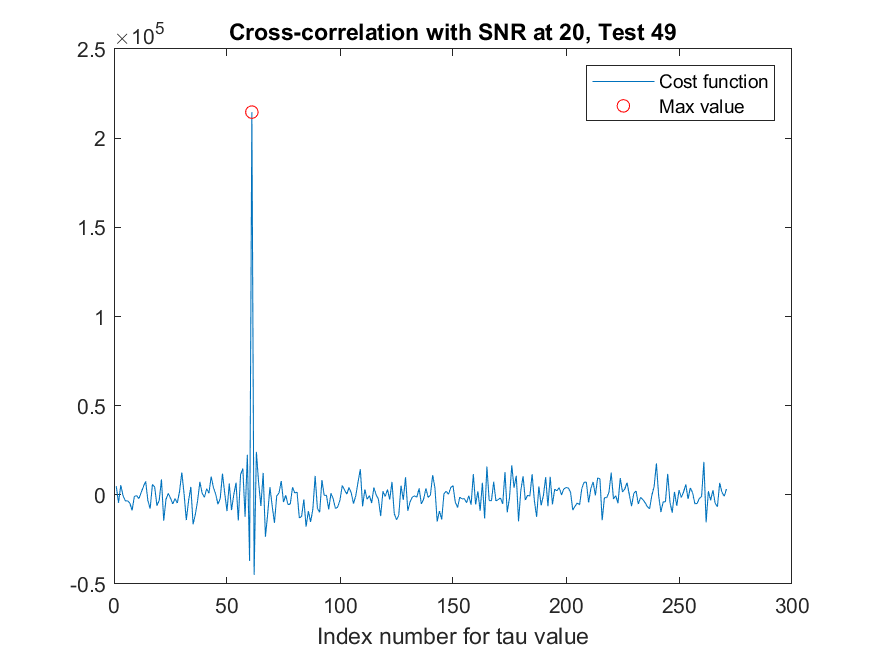 Cross-correlation with SNR at 20, Test 49
×10^5
2.5
2
1.5
1
0.5
0
-0.5
0 50 100 150 200 250 300
Index number for tau value
Cost function
Max value